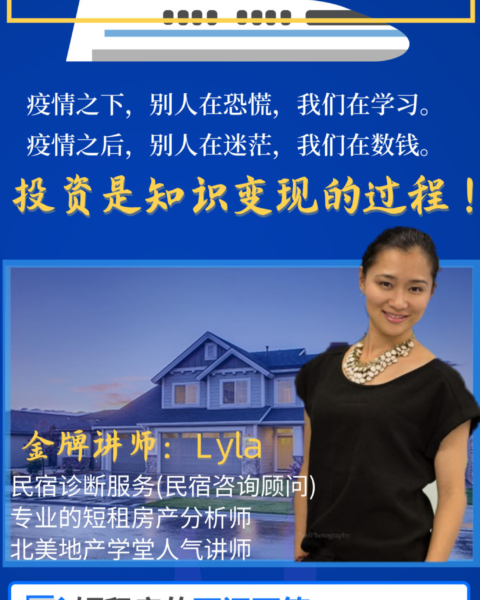 疫情之下，别人在恐慌，我们在学习。
疫情之后，别人在迷茫，我们在数钱。
投资是知识变现的过程！
金牌讲师：Lyla
民宿诊断服务(民宿咨询顾问)
专业的短租房产分析师
北美地产学堂人气讲师